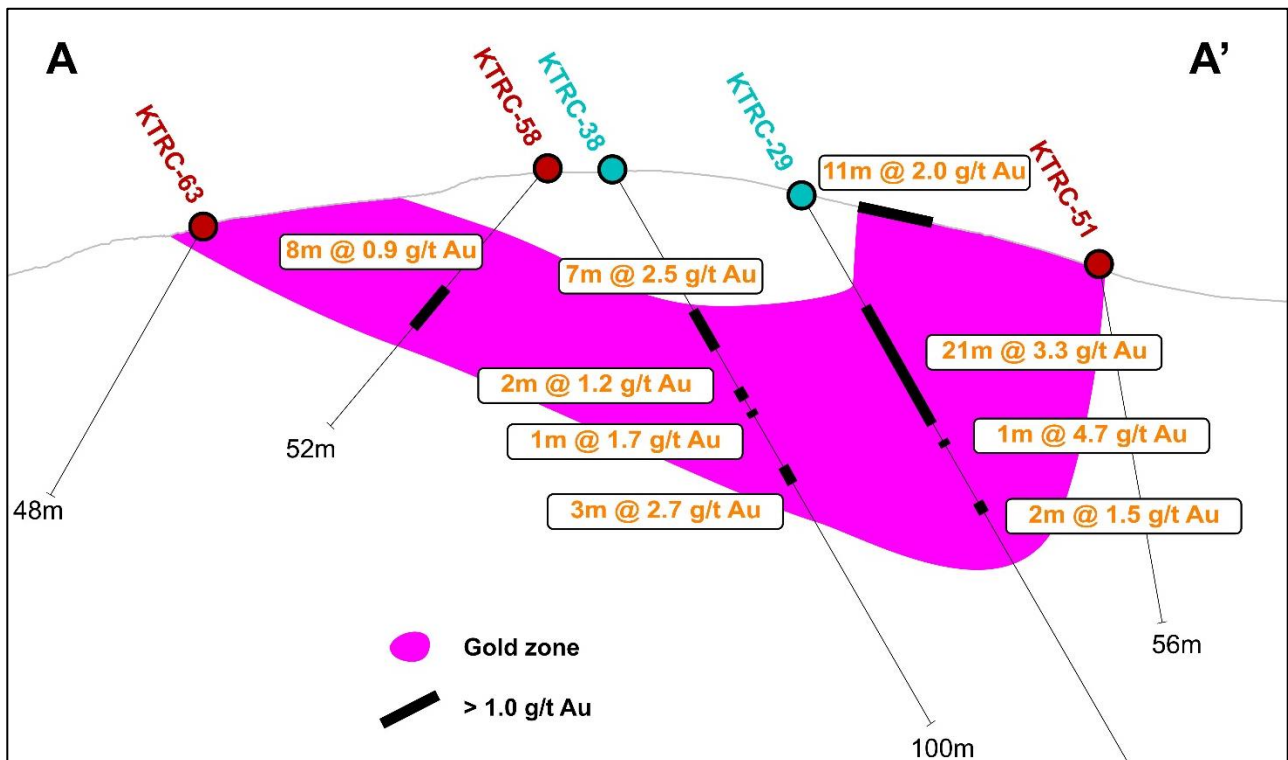 A
A'
KTRC-63
KTRC-58
KTRC-38
KTRC-29
KTRC-51
11m @ 2.0 g/t Au
8m @ 0.9 g/t Au
7m @ 2.5 g/t Au
21m @ 3.3 g/t Au
2m @ 1.2 g/t Au
1m @ 1.7 g/t Au
1m @ 4.7 g/t Au
3m @ 2.7 g/t Au
2m @ 1.5 g/t Au
52m
48m
56m
100m
Gold zone
> 1.0 g/t Au